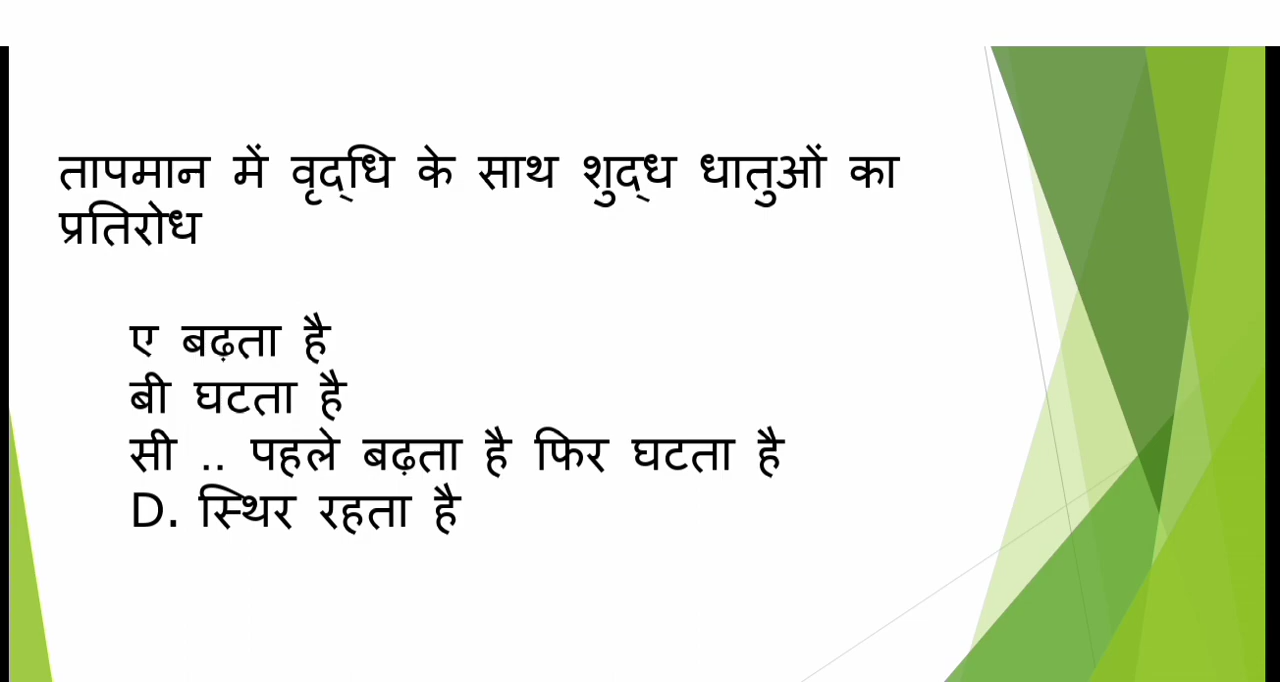 तापमान में वृद्धि के साथ शुद्ध धातुओं का
प्रतिरोध
ए बढ़ता है
बी घटता है
सी .. पहले बढ़ता है फिर घटता है
D. स्थिर रहता है